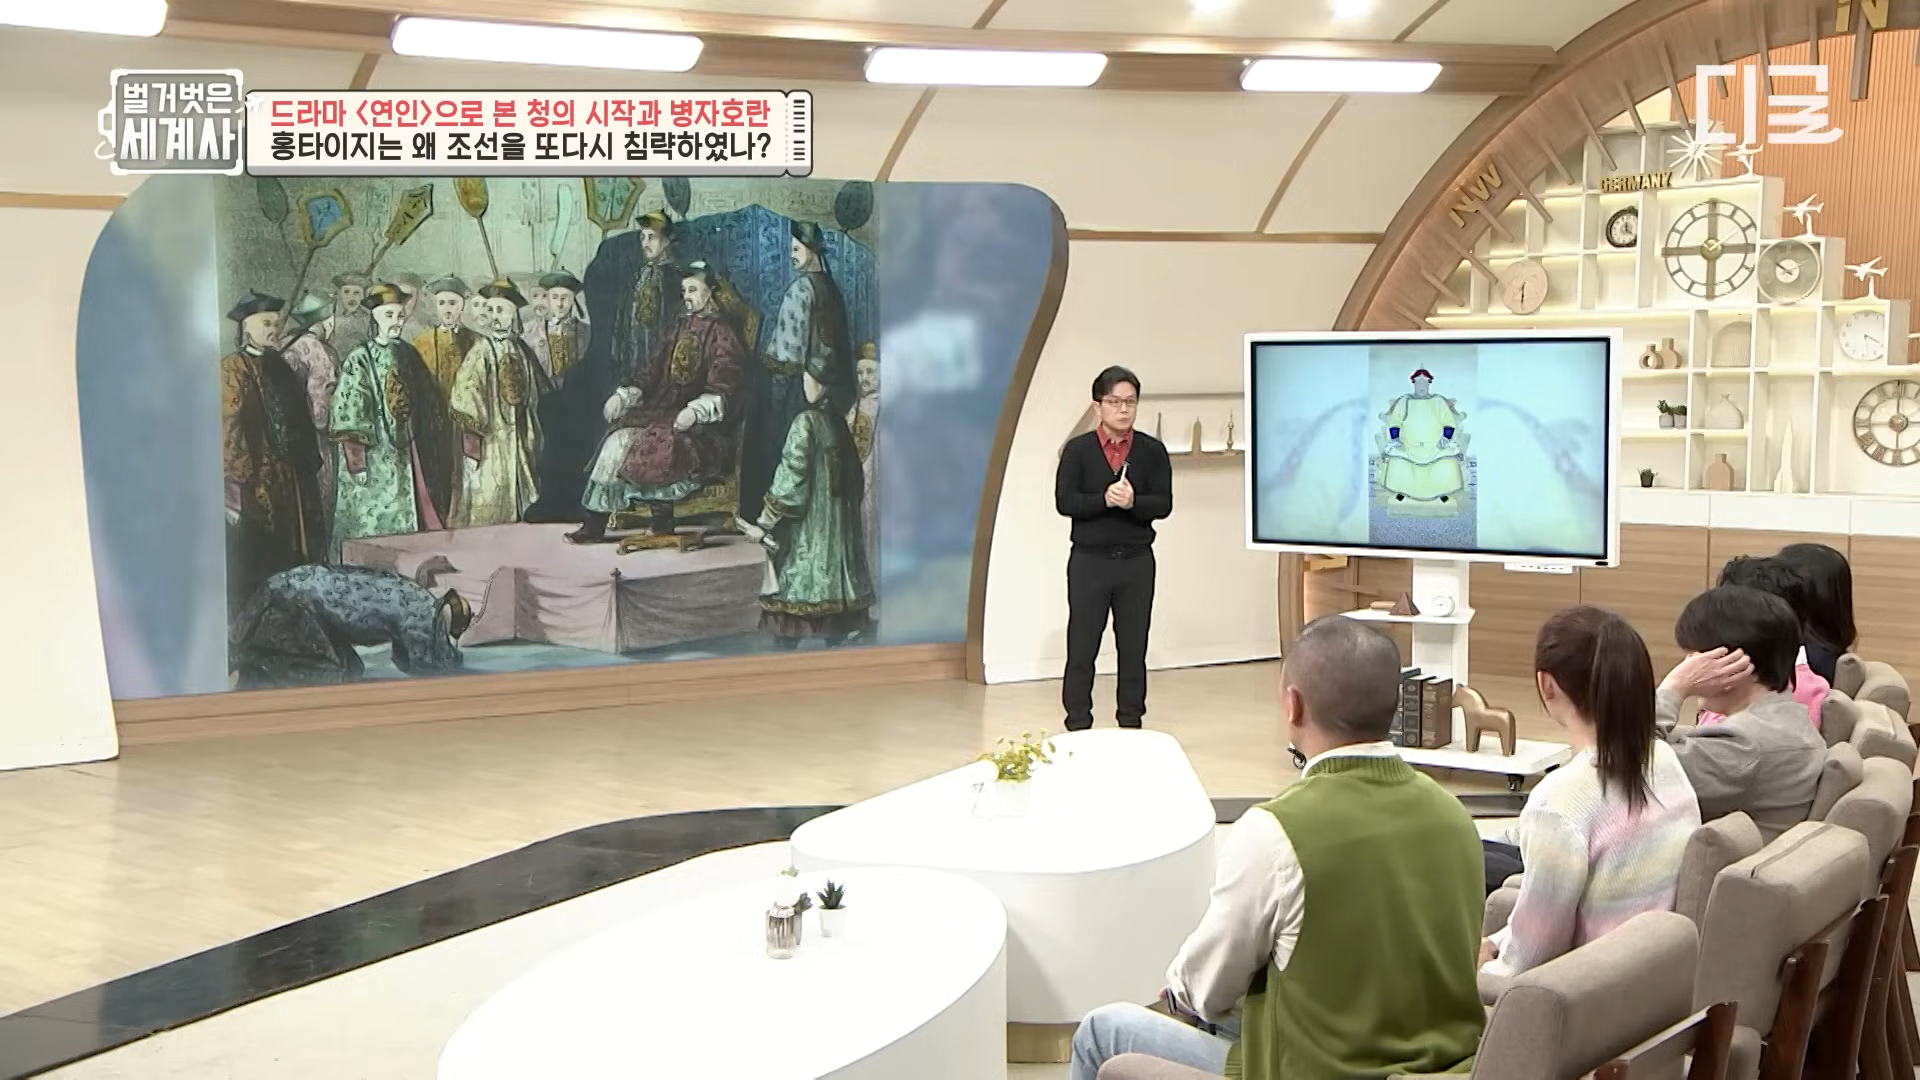 벌거벗은
세계사
드라마 <연인>으로 본 청의 시작과 병자호란
홍타이지는 왜 조선을 또다시 침략하였나?
디글
GERMANY